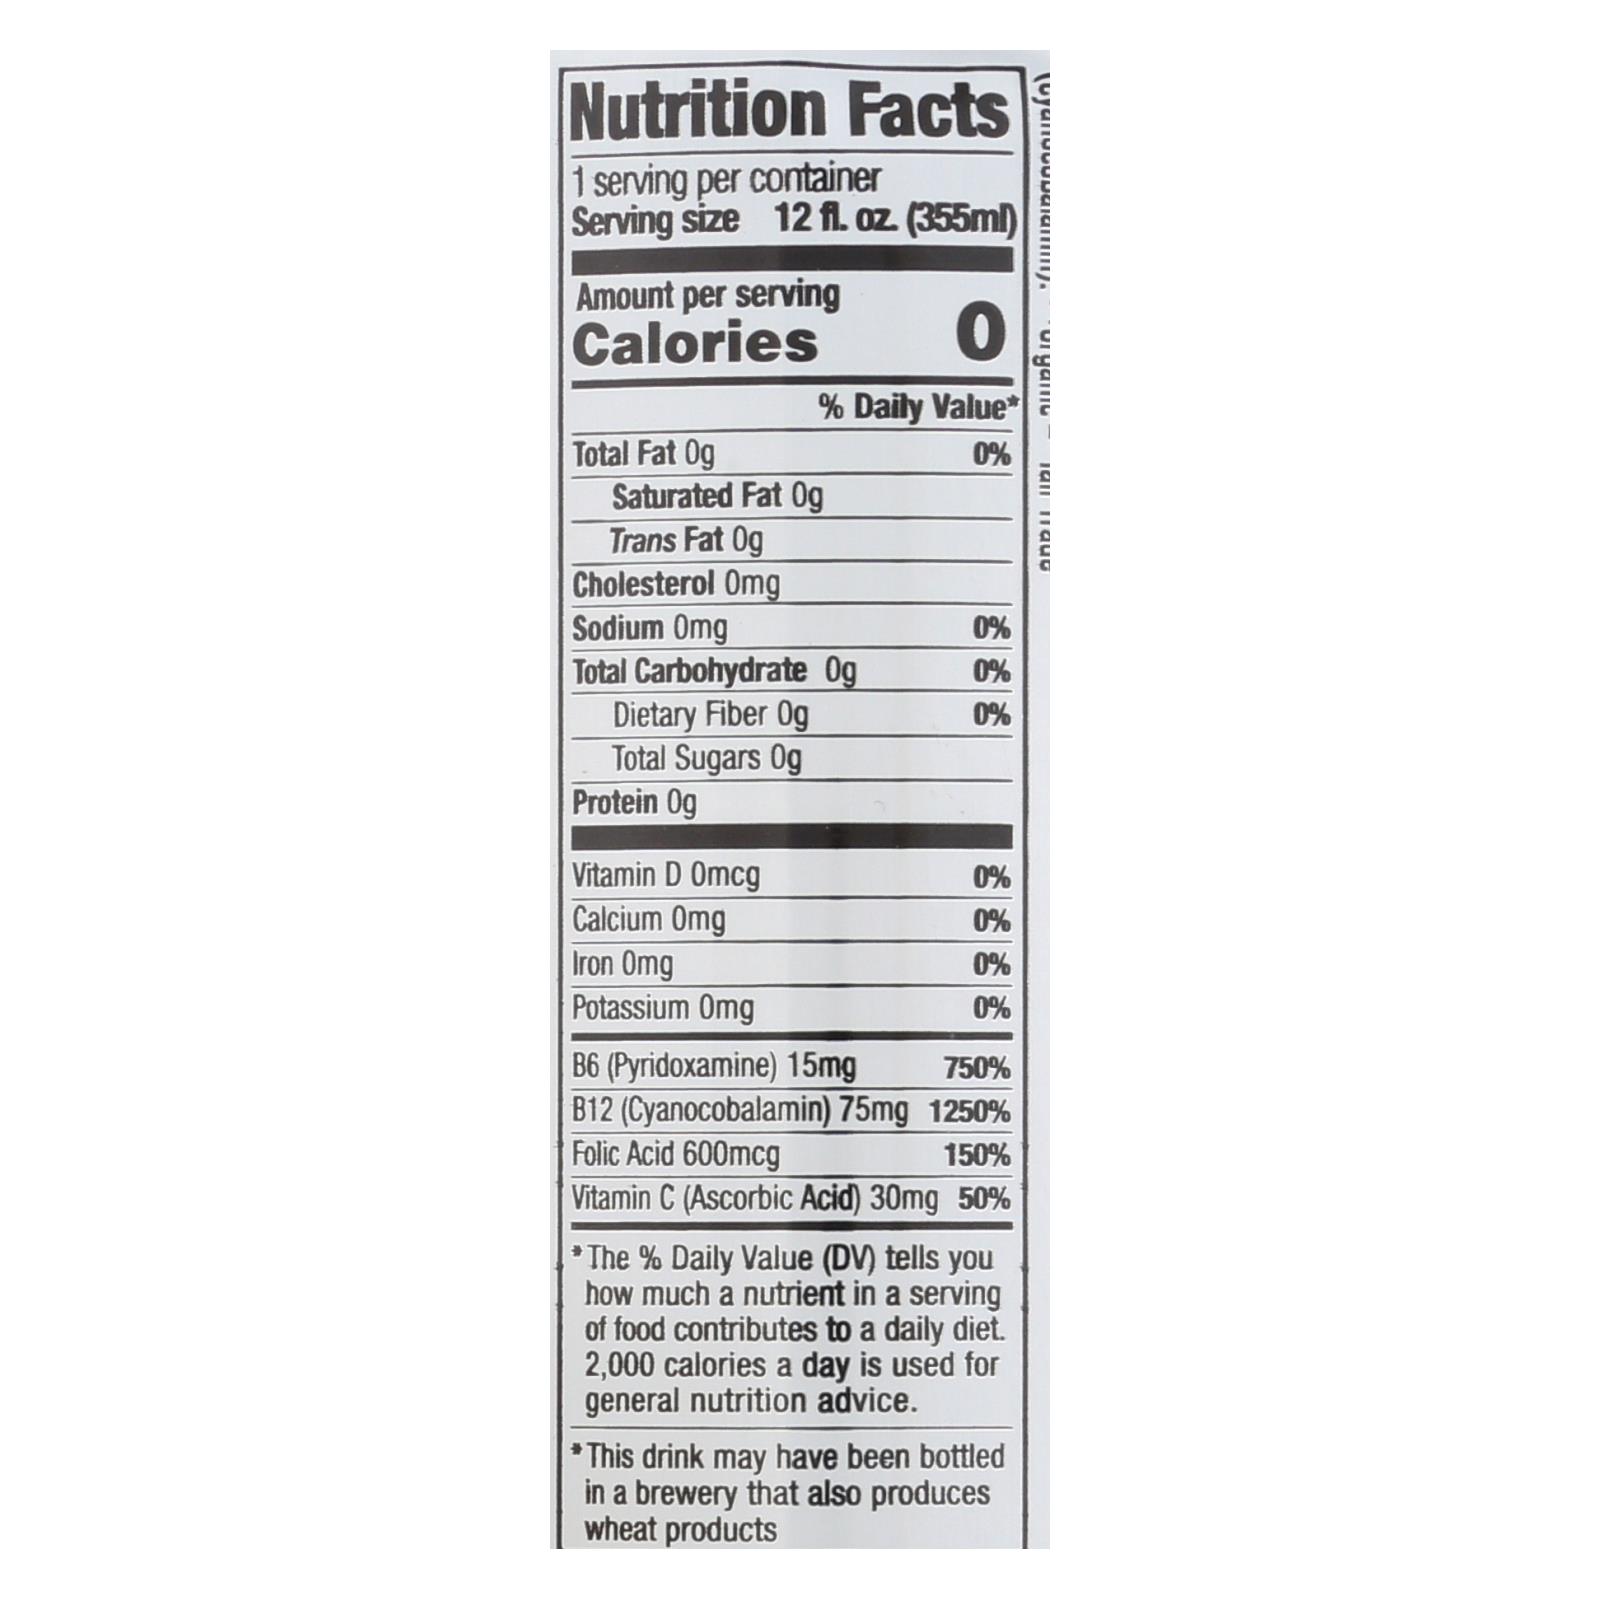 Nutrition Facts
1 serving per container
Serving size 12 fl. oz. (355ml)
Amount per serving
Calories 0
% Daily Value*
Total Fat 0g 0%
Saturated Fat 0g
Trans Fat 0g
Cholesterol 0mg
Sodium 0mg 0%
Total Carbohydrate 0g 0%
Dietary Fiber 0g 0%
Total Sugars 0g
Protein 0g
Vitamin D 0mcg 0%
Calcium 0mg 0%
Iron 0mg 0%
Potassium 0mg 0%
B6 (Pyridoxamine) 15mg 750%
B12 (Cyanocobalamin) 75mg 1250%
Folic Acid 600mcg 150%
Vitamin C (Ascorbic Acid) 30mg 50%
*The % Daily Value (DV) tells you
how much a nutrient in a serving
of food contributes to a daily diet.
2,000 calories a day is used for
general nutrition advice.
*This drink may have been bottled
in a brewery that also produces
wheat products